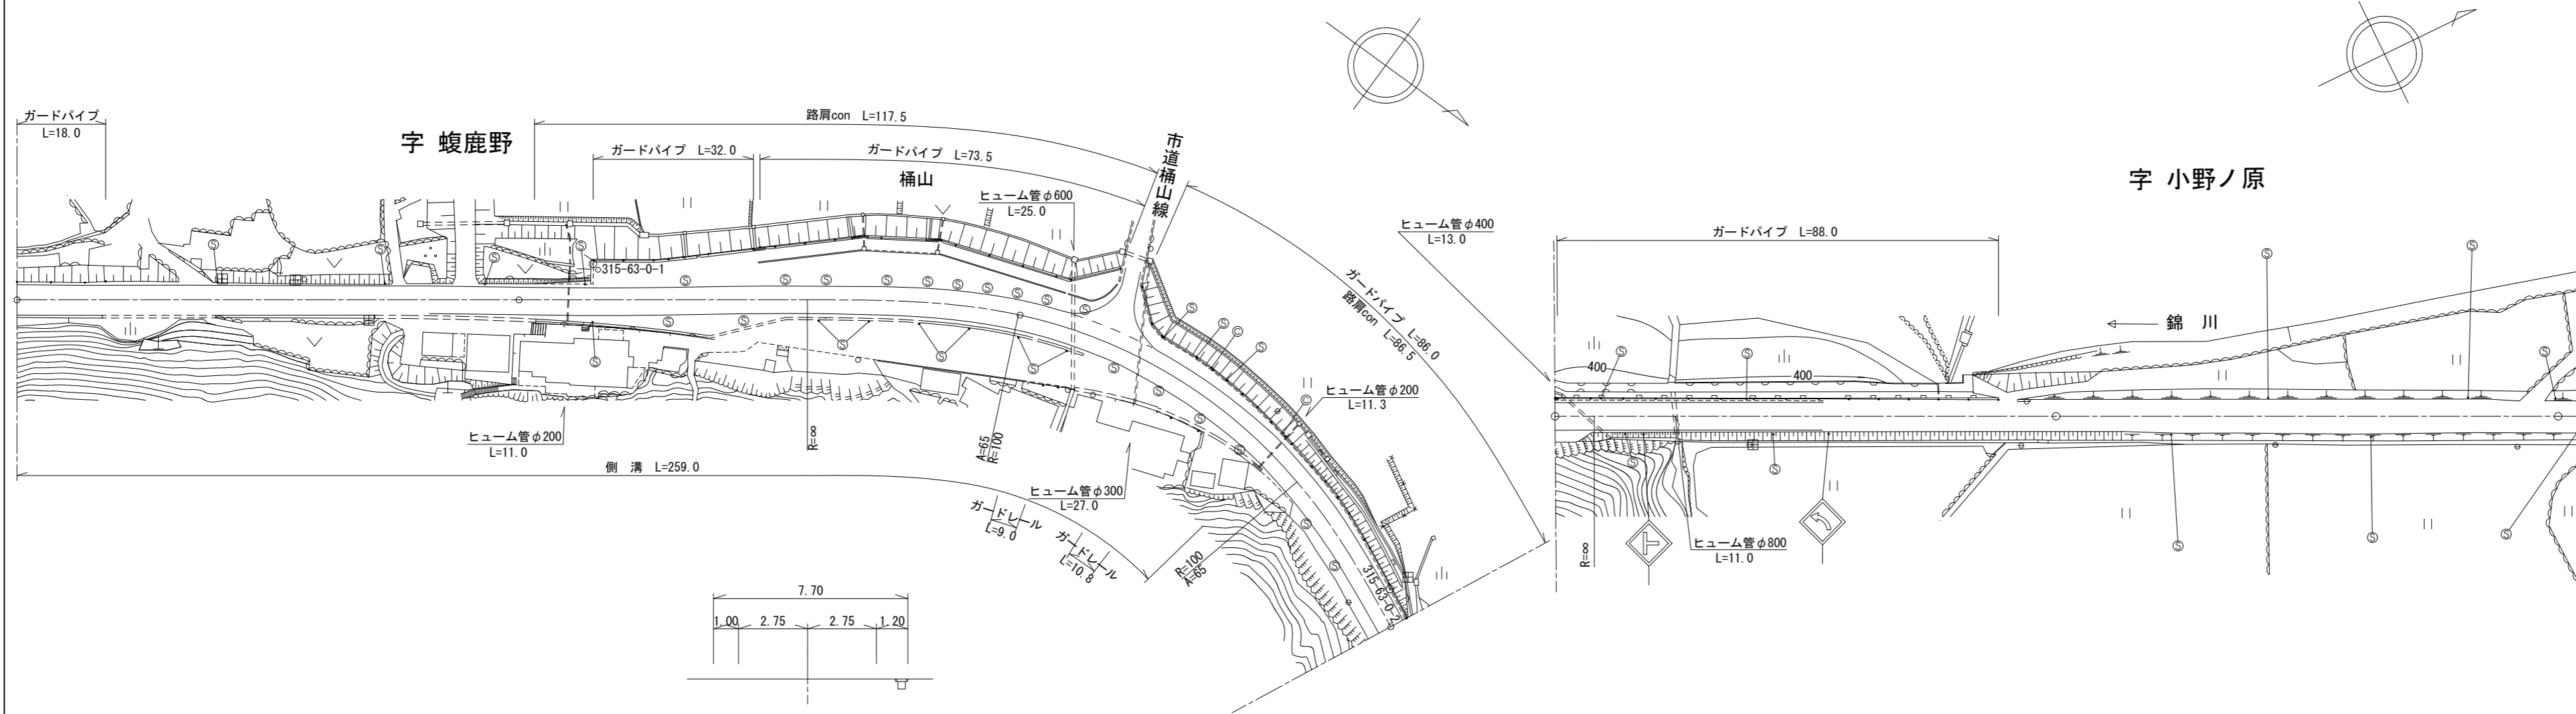 ガードパイプ
L=18.0
字 蝮鹿野
路肩con L=117.5
ガードパイプ L=32.0
ガードパイプ L=73.5
桶山
市道桶山線
ヒューム管φ600
L=25.0
315-63-0-1
ヒューム管φ400
L=13.0
ガードパイプ L=86.0
路肩con L=86.5
ヒューム管φ200
L=11.3
ヒューム管φ200
L=11.0
側 溝 L=259.0
R=∞
A=65
R=100
ヒューム管φ300
L=27.0
ガードレール
L=9.0
ガードレール
L=10.8
R=100
A=65
315-63-0-2
7.70
1.00 2.75 2.75 1.20
字 小野ノ原
ガードパイプ L=88.0
錦 川
400
400
R=∞
ヒューム管φ800
L=11.0
S S S S S S S S S S S S S S S S S S S S S S S S S S S S S S S S S S S S S S S S S
C C